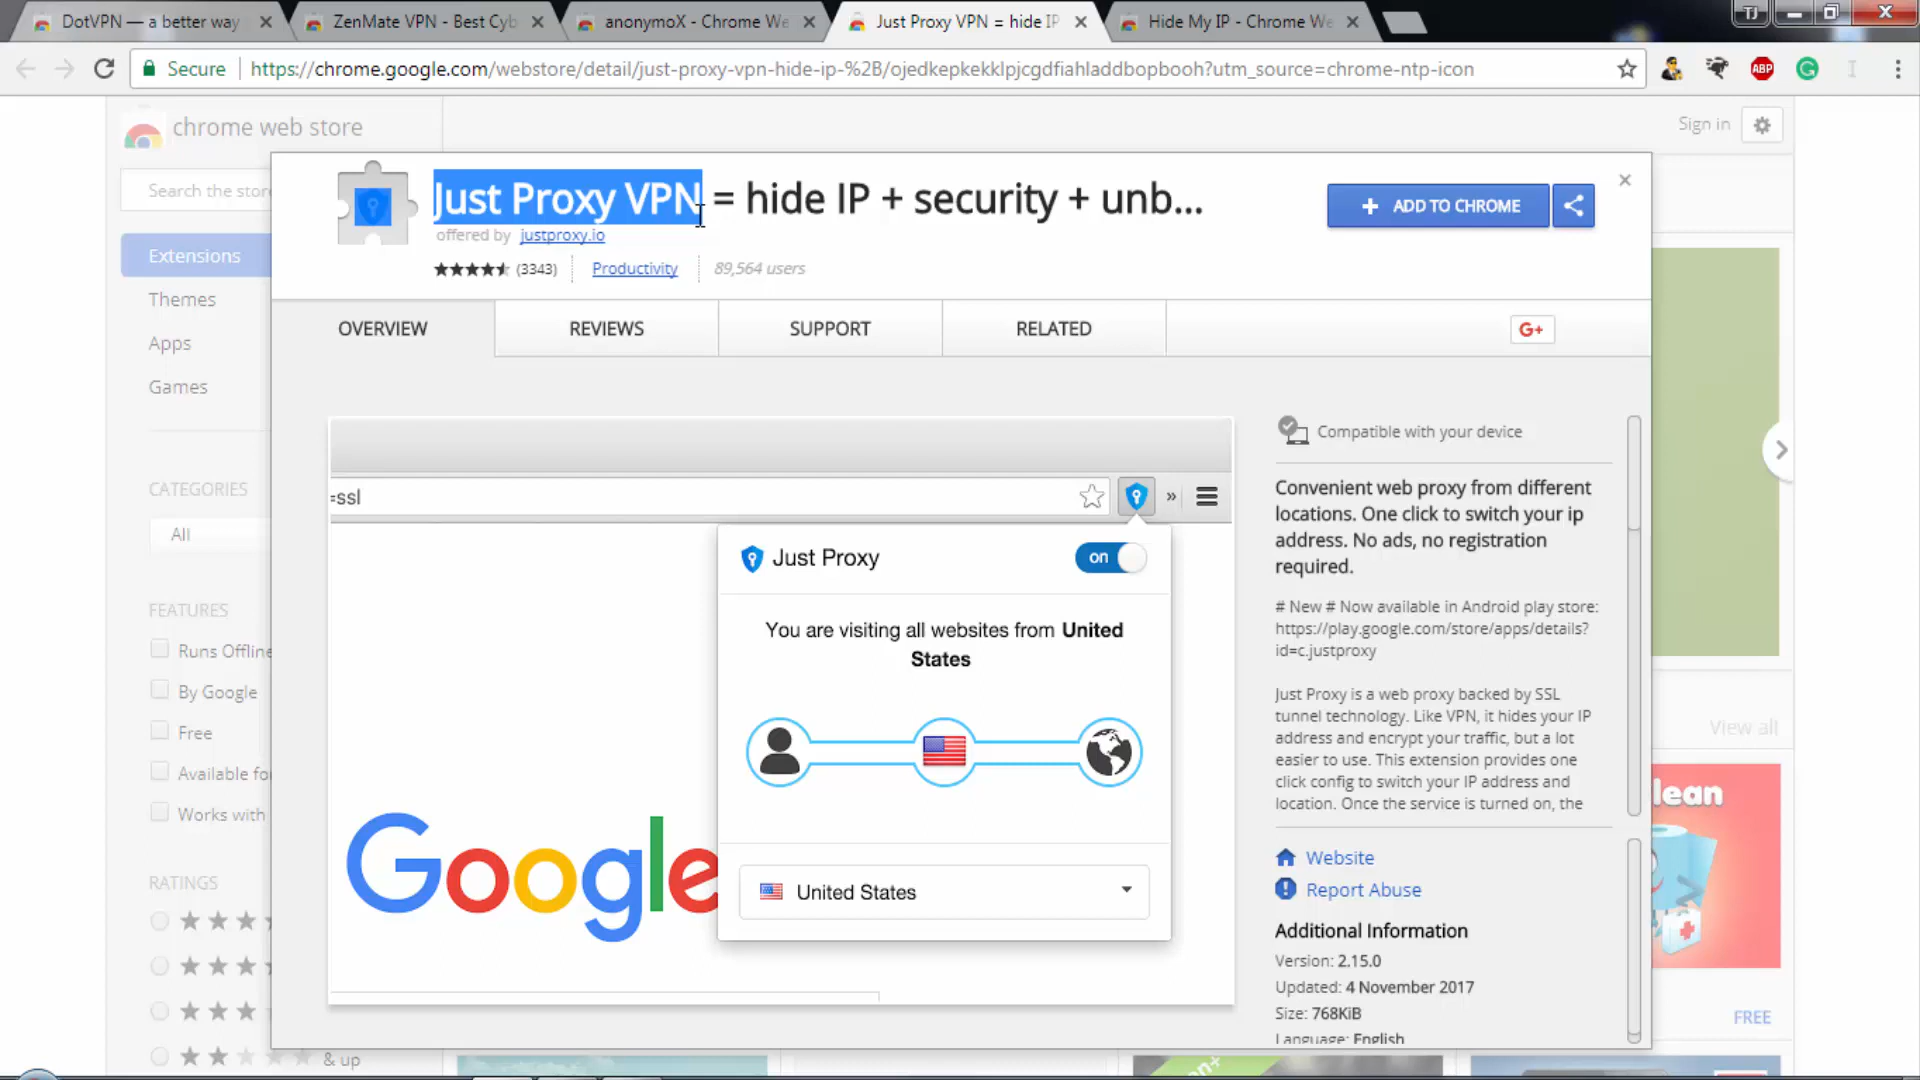 DotVPN — a better way
ZenMate VPN - Best Cyb
anonymoX - Chrome We
Just Proxy VPN = hide IP
Hide My IP - Chrome We
TJ
Secure
https://chrome.google.com/webstore/detail/just-proxy-vpn-hide-ip-%2B/ojedkepkekklpjcgdfiahladdbopbooh?utm_source=chrome-ntp-icon
ABP
chrome web store
Sign in
Search the store
Just Proxy VPN = hide IP + security + unb...
offered by justproxy.io
(3343)
Productivity
89,564 users
ADD TO CHROME
Extensions
Themes
Apps
Games
CATEGORIES
All
FEATURES
Runs Offline
By Google
Free
Available fo
Works with
RATINGS
& up
OVERVIEW
REVIEWS
SUPPORT
RELATED
G+
=ssl
»
Just Proxy
on
You are visiting all websites from United
States
United States
Google
Compatible with your device
Convenient web proxy from different
locations. One click to switch your ip
address. No ads, no registration
required.
# New # Now available in Android play store:
https://play.google.com/store/apps/details?
id=c.justproxy
Just Proxy is a web proxy backed by SSL
tunnel technology. Like VPN, it hides your IP
address and encrypt your traffic, but a lot
easier to use. This extension provides one
click config to switch your IP address and
location. Once the service is turned on, the
Website
Report Abuse
Additional Information
Version: 2.15.0
Updated: 4 November 2017
Size: 768KiB
Language: English
View all
lean
FREE